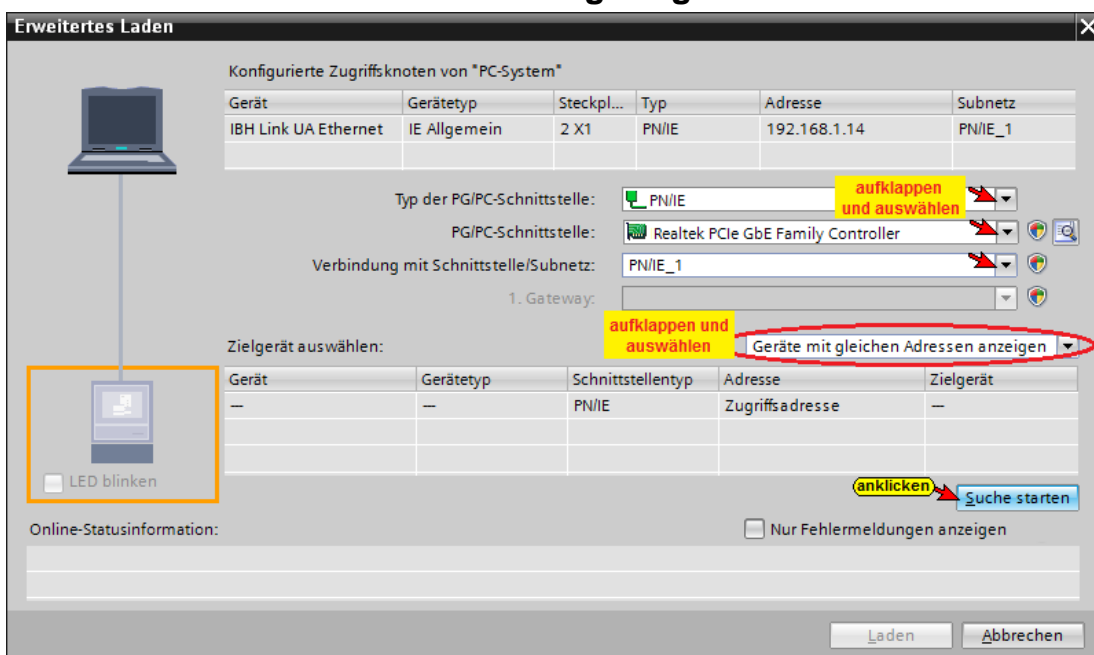 Erweitertes Laden
Konfigurierte Zugriffsknoten von "PC-System"
Gerät Gerätetyp Steckpl... Typ Adresse Subnetz
IBH Link UA Ethernet IE Allgemein 2 X1 PN/IE 192.168.1.14 PN/IE_1
Typ der PG/PC-Schnittstelle: PN/IE
aufklappen
und auswählen
PG/PC-Schnittstelle: Realtek PCIe GbE Family Controller
Verbindung mit Schnittstelle/Subnetz: PN/IE_1
1. Gateway:
aufklappen und
auswählen
Zielgerät auswählen: Geräte mit gleichen Adressen anzeigen
Gerät Gerätetyp Schnittstellentyp Adresse Zielgerät
— — PN/IE Zugriffsadresse —
LED blinken
anklicken
Suche starten
Online-Statusinformation: Nur Fehlermeldungen anzeigen
Laden Abbrechen